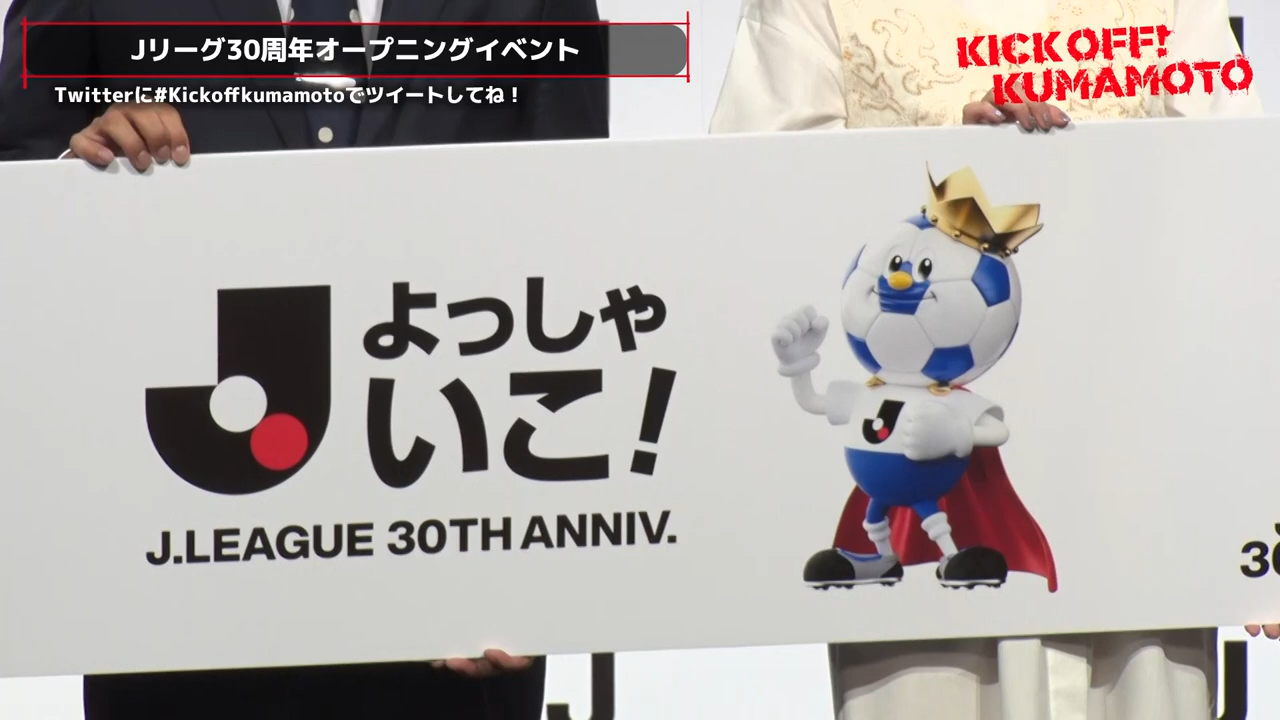 Jリーグ30周年オープニングイベント
Twitterに#Kickoffkumamotoでツイートしてね！
KICK OFF!
KUMAMOTO
よっしゃ
いこ!
J.LEAGUE 30TH ANNIV.